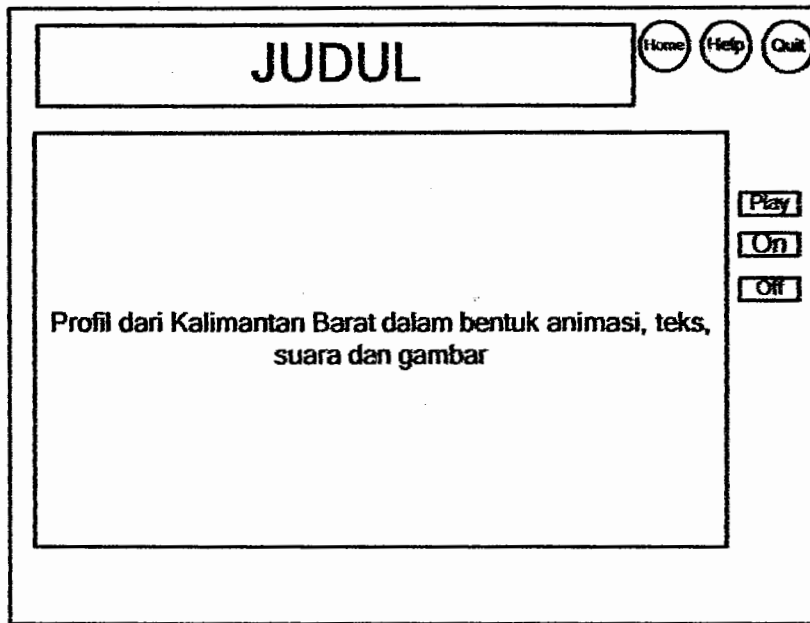 JUDUL
Home Help Quit
Play
On
Off
Profil dari Kalimantan Barat dalam bentuk animasi, teks,
suara dan gambar